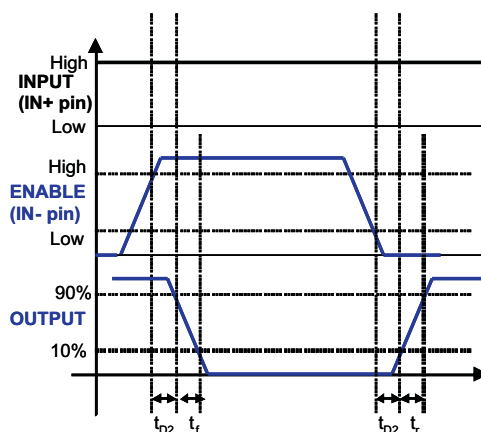 High
INPUT
(IN+ pin)
Low
High
ENABLE
(IN- pin)
Low
90%
OUTPUT
10%
tD2 tf tD2 tr